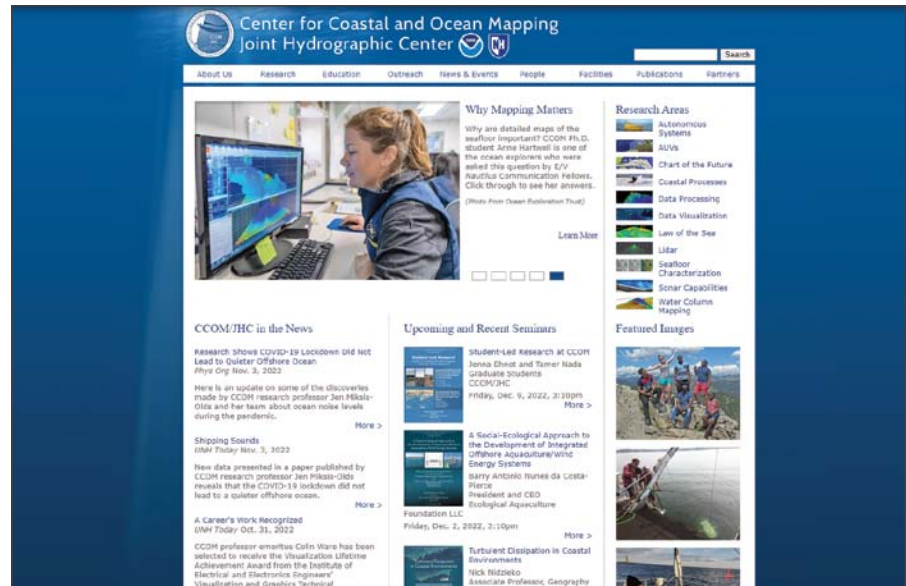 Center for Coastal and Ocean Mapping
Joint Hydrographic Center
Search
About Us
Research
Education
Outreach
News & Events
People
Facilities
Publications
Partners
Why Mapping Matters
Why are detailed maps of the
seafloor important? CCOM Ph.D.
student Anne Hartwell is one of
the ocean explorers who were
asked this question by E/V
Nautilus Communication Fellows.
Click through to see her answers.
(Photo from Ocean Exploration Trust)
Learn More
Research Areas
Autonomous
Systems
AUVs
Chart of the Future
Coastal Processes
Data Processing
Data Visualization
Law of the Sea
Lidar
Seafloor
Characterization
Sonar Capabilities
Water Column
Mapping
CCOM/JHC in the News
Research Shows COVID-19 Lockdown Did Not
Lead to Quieter Offshore Ocean
Phys Org Nov. 3, 2022
Here is an update on some of the discoveries
made by CCOM research professor Jen Miksis-
Olds and her team about ocean noise levels
during the pandemic.
More >
Shipping Sounds
UNH Today Nov. 3, 2022
New data presented in a paper published by
CCOM research professor Jen Miksis-Olds
reveals that the COVID-19 lockdown did not
lead to a quieter offshore ocean.
More >
A Career's Work Recognized
UNH Today Oct. 31, 2022
CCOM professor emeritus Colin Ware has been
selected to receive the Visualization Lifetime
Achievement Award from the Institute of
Electrical and Electronics Engineers'
Visualization and Graphics Technical
Upcoming and Recent Seminars
Student-Led Research at CCOM
Jenna Ehnot and Tamer Nada
Graduate Students
CCOM/JHC
Friday, Dec. 9, 2022, 3:10pm
More >
A Social-Ecological Approach to
the Development of Integrated
Offshore Aquaculture/Wind
Energy Systems
Barry Antonio Nunes da Costa-
Pierce
President and CEO
Ecological Aquaculture
Foundation LLC
Friday, Dec. 2, 2022, 3:10pm
More >
Turbulent Dissipation in Coastal
Environments
Nick Nidzieko
Associate Professor, Geography
Featured Images